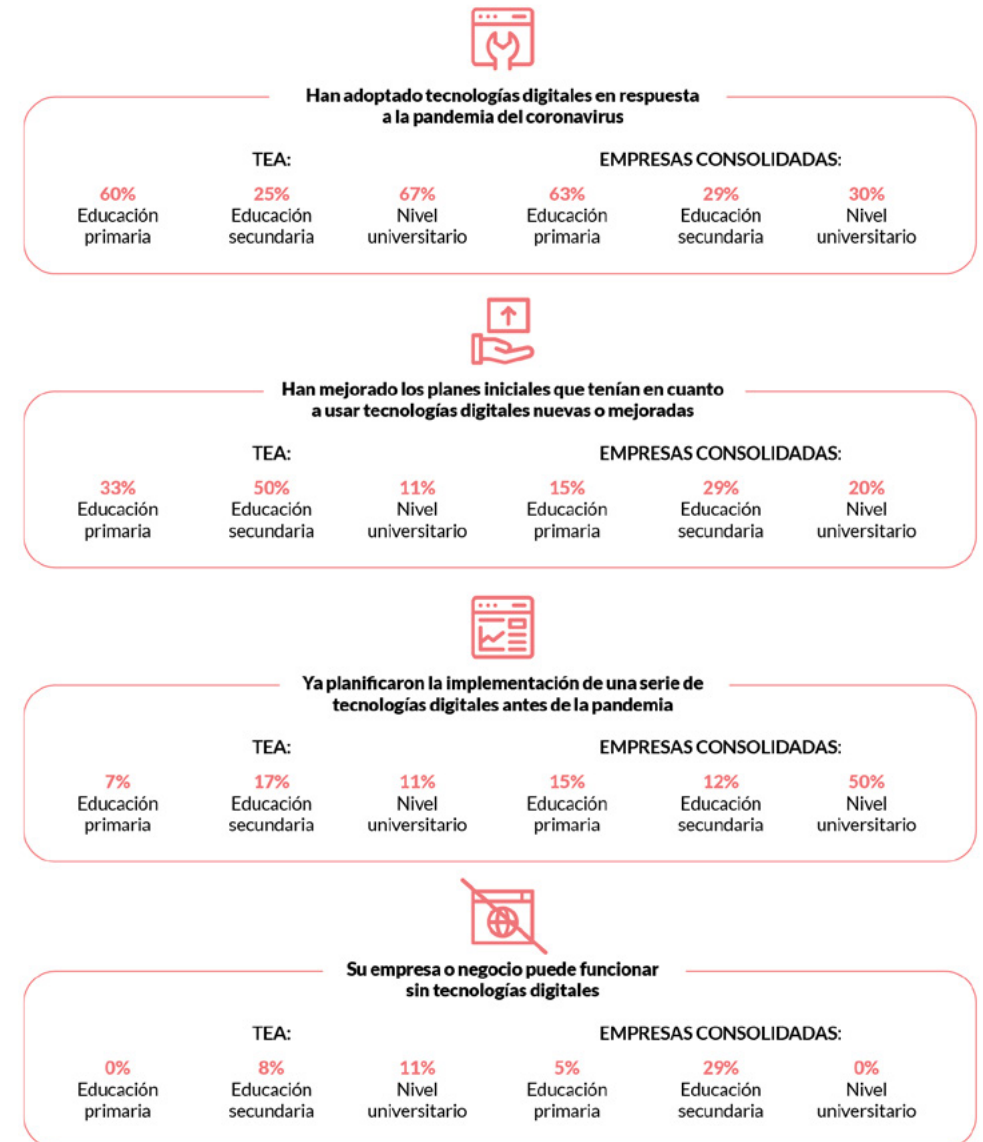 Han adoptado tecnologías digitales en respuesta
a la pandemia del coronavirus
TEA: EMPRESAS CONSOLIDADAS:
60% 25% 67% 63% 29% 30%
Educación Educación Nivel Educación Educación Nivel
primaria secundaria universitario primaria secundaria universitario
Han mejorado los planes iniciales que tenían en cuanto
a usar tecnologías digitales nuevas o mejoradas
TEA: EMPRESAS CONSOLIDADAS:
33% 50% 11% 15% 29% 20%
Educación Educación Nivel Educación Educación Nivel
primaria secundaria universitario primaria secundaria universitario
Ya planificaron la implementación de una serie de
tecnologías digitales antes de la pandemia
TEA: EMPRESAS CONSOLIDADAS:
7% 17% 11% 15% 12% 50%
Educación Educación Nivel Educación Educación Nivel
primaria secundaria universitario primaria secundaria universitario
Su empresa o negocio puede funcionar
sin tecnologías digitales
TEA: EMPRESAS CONSOLIDADAS:
0% 8% 11% 5% 29% 0%
Educación Educación Nivel Educación Educación Nivel
primaria secundaria universitario primaria secundaria universitario